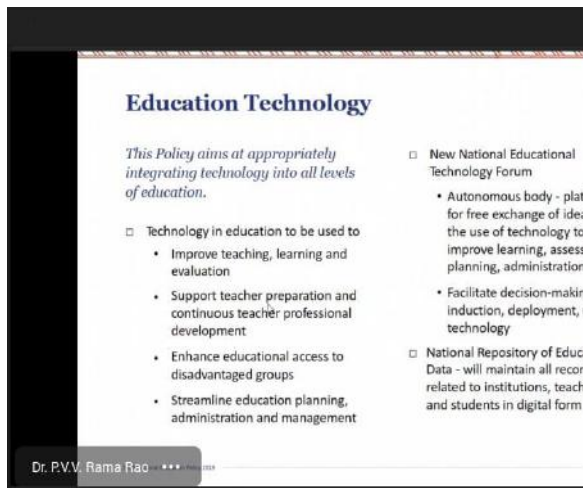 Education Technology
This Policy aims at appropriately
integrating technology into all levels
of education.
Technology in education to be used to
• Improve teaching, learning and
evaluation
• Support teacher preparation and
continuous teacher professional
development
• Enhance educational access to
disadvantaged groups
• Streamline education planning,
administration and management
New National Educational
Technology Forum
• Autonomous body - plat
for free exchange of idea
the use of technology to
improve learning, assess
planning, administration
• Facilitate decision-makin
induction, deployment,
technology
National Repository of Educ
Data - will maintain all recor
related to institutions, teach
and students in digital form
Dr. P.V.V. Rama Rao •••
Policy 2019